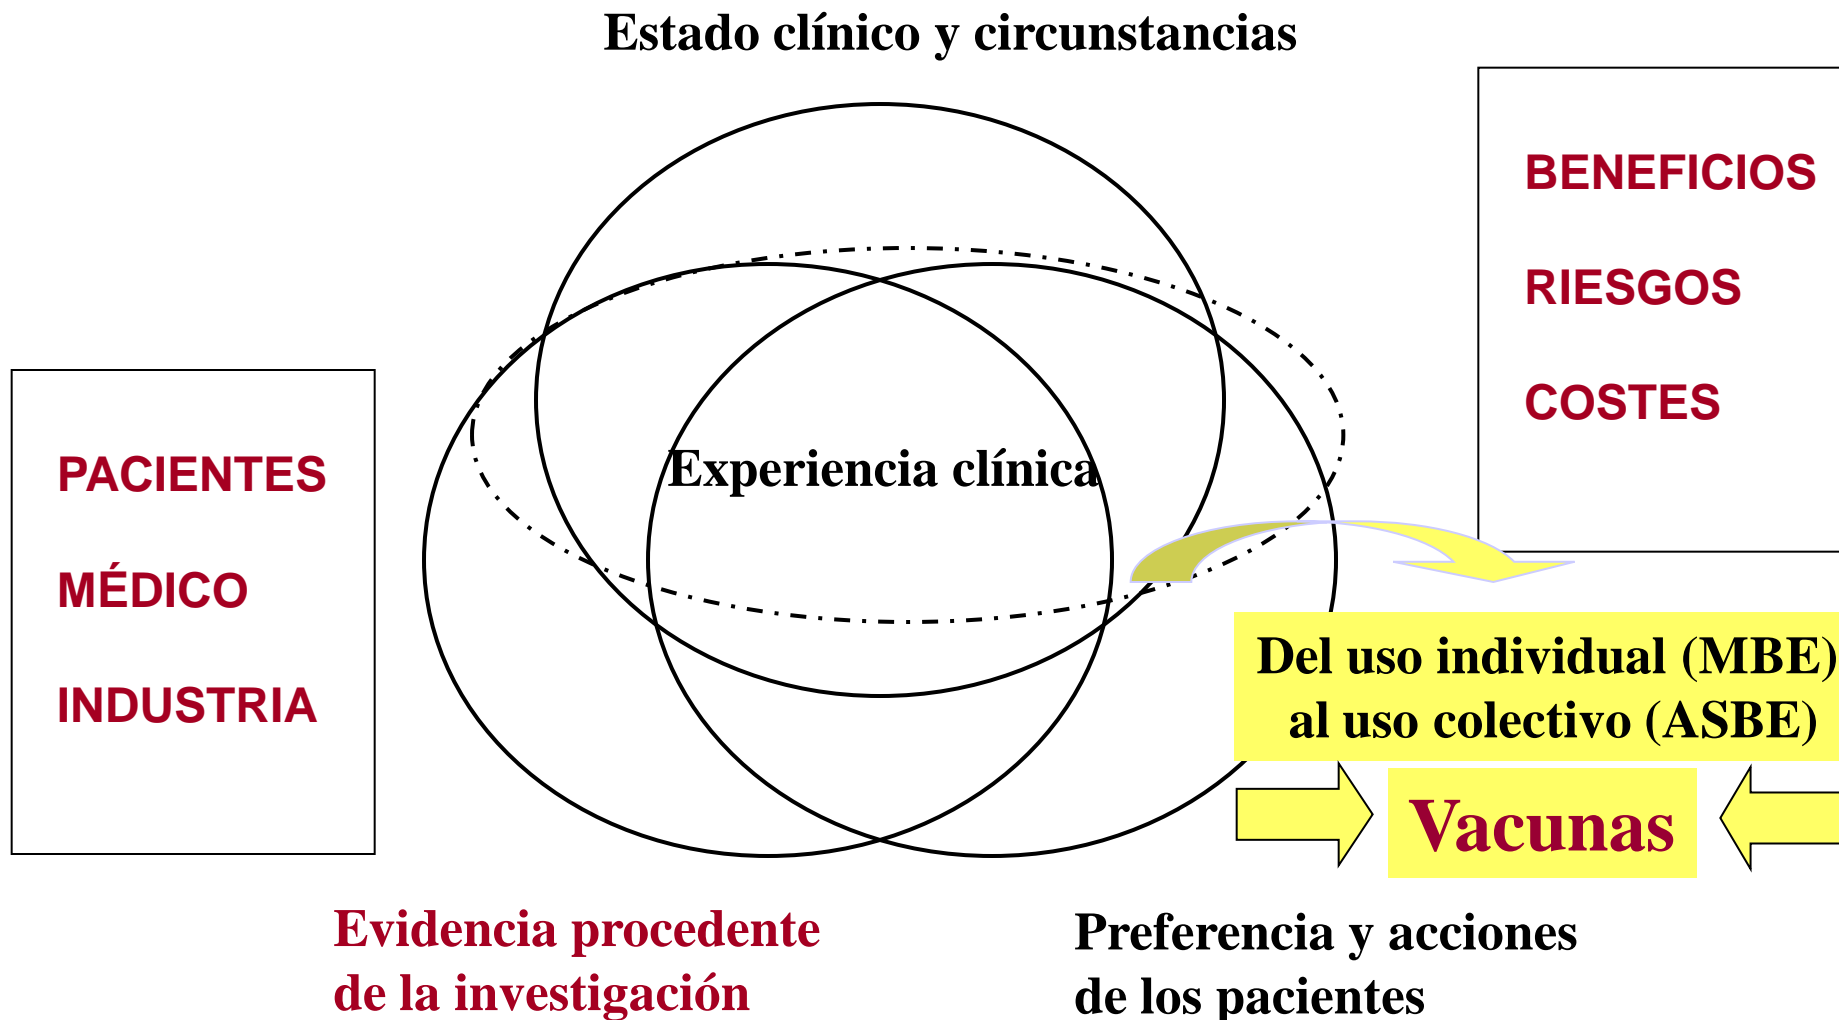 Estado clínico y circunstancias
BENEFICIOS
RIESGOS
COSTES
PACIENTES
MÉDICO
INDUSTRIA
Experiencia clínica
Del uso individual (MBE)
al uso colectivo (ASBE)
Vacunas
Evidencia procedente
de la investigación
Preferencia y acciones
de los pacientes